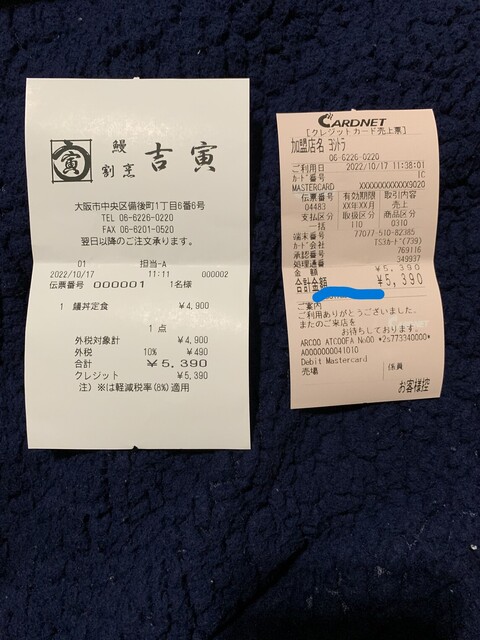 寅
鰻
割烹
吉寅
大阪市中央区備後町1丁目6番6号
TEL 06-6226-0220
FAX 06-6201-0520
翌日以降のご注文承ります。
01 担当-A
2022/10/17 11:11 000002
伝票番号 000001 1名様
1 鰻丼定食 ¥4,900
1点
外税対象計 ¥4,900
外税 10% ¥490
合計 ¥5,390
クレジット ¥5,390
注）※は軽減税率(8%)適用
CARDNET
[クレジットカード売上票]
加盟店名 ﾖｼﾄﾗ
06-6226-0220
ご利用日 2022/10/17 11:38:01
ｶｰﾄﾞ番号 IC
MASTERCARD XXXXXXXXXXXX9020
伝票番号 有効期限 取引内容
04483 XX年XX月 売上
支払区分 取扱区分 商品区分
一括 110 0310
端末番号 77077-510-82385
ｶｰﾄﾞ会社 TS3ｶｰﾄﾞ(739)
承認番号 769116
処理通番 349937
金額 ¥5,390
合計金額 ¥5,390
ご案内
ご利用ありがとうございました。
またのご来店を
お待ちしております。
ARC00 ATC00FA No00 *2s773340000*
A0000000041010
Debit Mastercard
売場 係員
お客様控